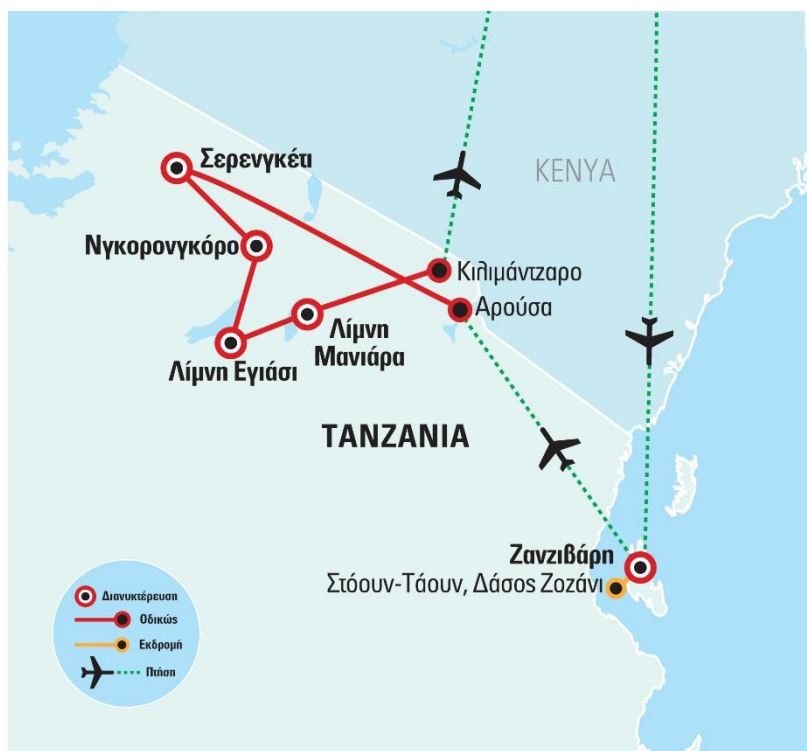 Σερενγκέτι
KENYA
Νγκορονγκόρο
Κιλιμάντζαρο
Αρούσα
Λίμνη
Μανιάρα
Λίμνη Εγιάσι
TANZANIA
Ζανζιβάρη
Στόουν-Τάουν, Δάσος Ζοζάνι
Διανυκτέρευση
Οδικώς
Εκδρομή
Πτήση